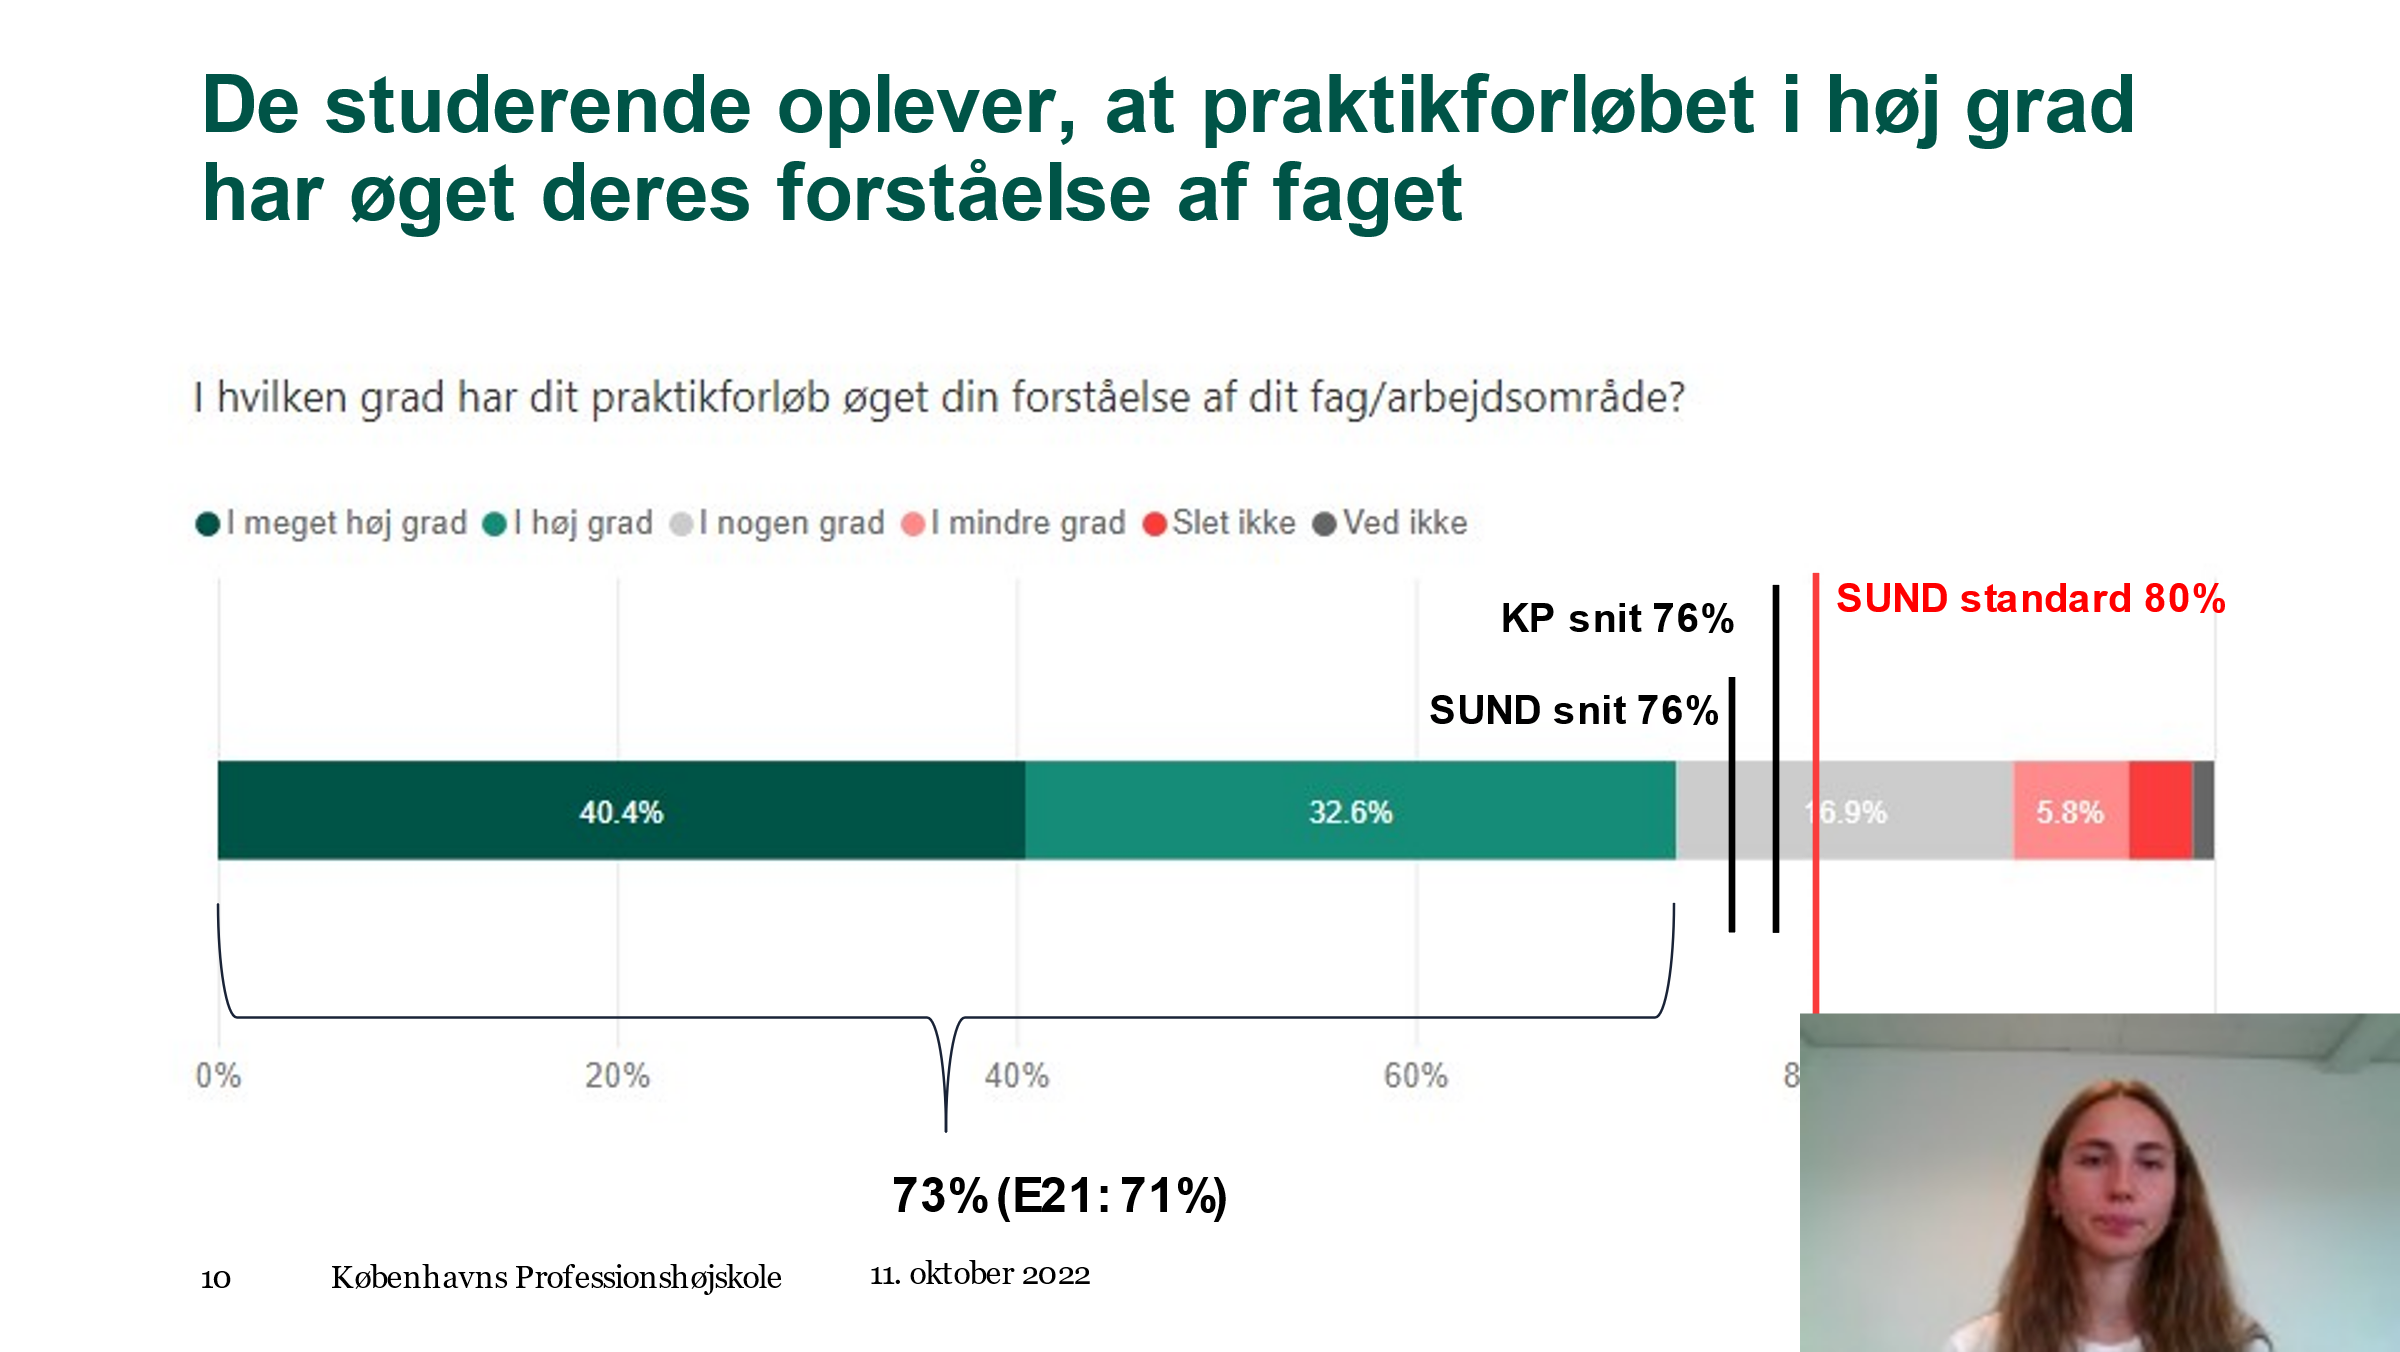 De studerende oplever, at praktikforløbet i høj grad
har øget deres forståelse af faget
I hvilken grad har dit praktikforløb øget din forståelse af dit fag/arbejdsområde?
I meget høj grad I høj grad I nogen grad I mindre grad Slet ikke Ved ikke
SUND standard 80%
KP snit 76%
SUND snit 76%
40.4% 32.6% 16.9% 5.8%
0% 20% 40% 60% 8
73% (E21: 71%)
10 Københavns Professionshøjskole 11. oktober 2022